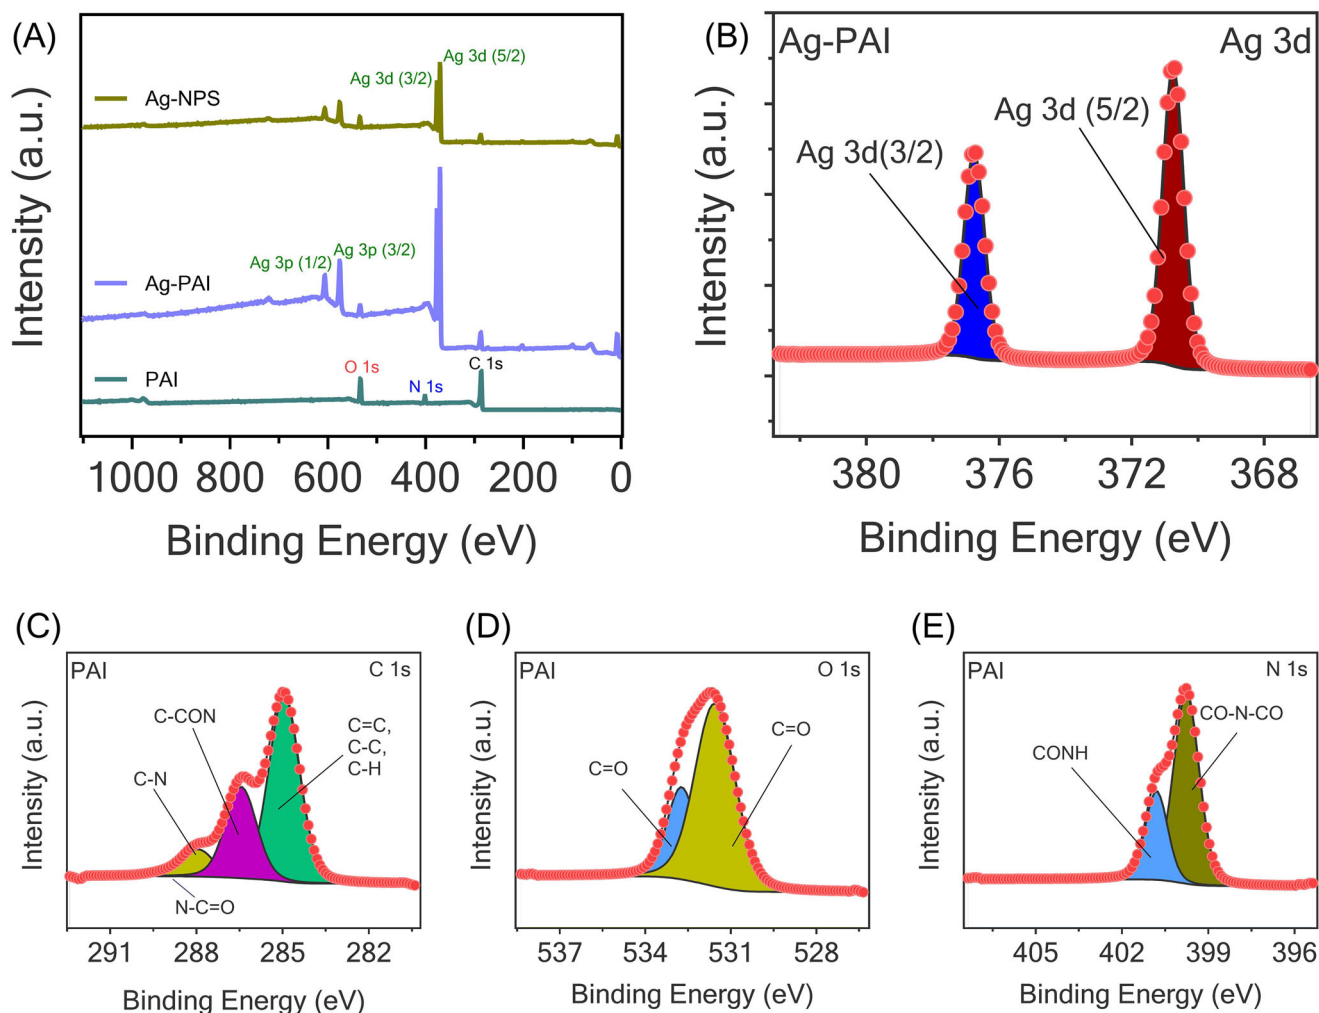 (A)
Ag 3d (5/2)
Ag 3d (3/2)
Ag-NPS
Ag 3p (3/2)
Ag 3p (1/2)
Ag-PAI
O 1s
C 1s
N 1s
PAI
Intensity (a.u.)
1000 800 600 400 200 0
Binding Energy (eV)
(B)
Ag-PAI
Ag 3d
Ag 3d (5/2)
Ag 3d(3/2)
Intensity (a.u.)
380 376 372 368
Binding Energy (eV)
(C)
PAI
C 1s
C-CON
C=C,
C-C,
C-H
C-N
N-C=O
Intensity (a.u.)
291 288 285 282
Binding Energy (eV)
(D)
PAI
O 1s
C=O
C=O
Intensity (a.u.)
537 534 531 528
Binding Energy (eV)
(E)
PAI
N 1s
CO-N-CO
CONH
Intensity (a.u.)
405 402 399 396
Binding Energy (eV)